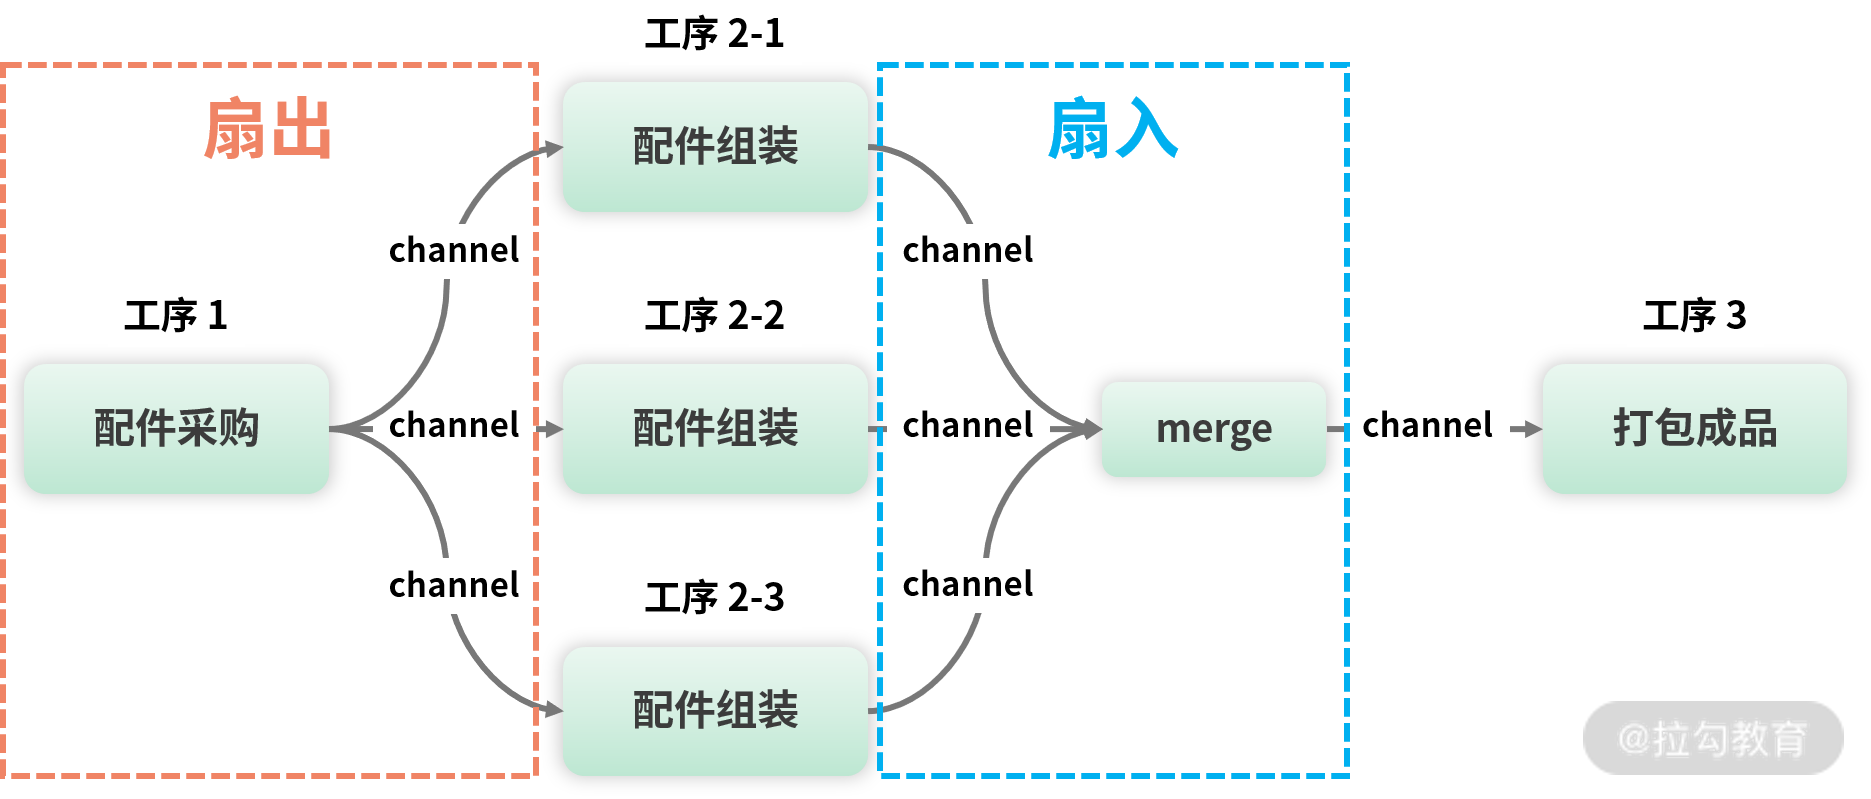 工序 2-1
扇出
扇入
配件组装
channel
channel
工序 1
工序 2-2
工序 3
配件采购
channel
配件组装
channel
merge
channel
打包成品
channel
channel
工序 2-3
配件组装
@拉勾教育